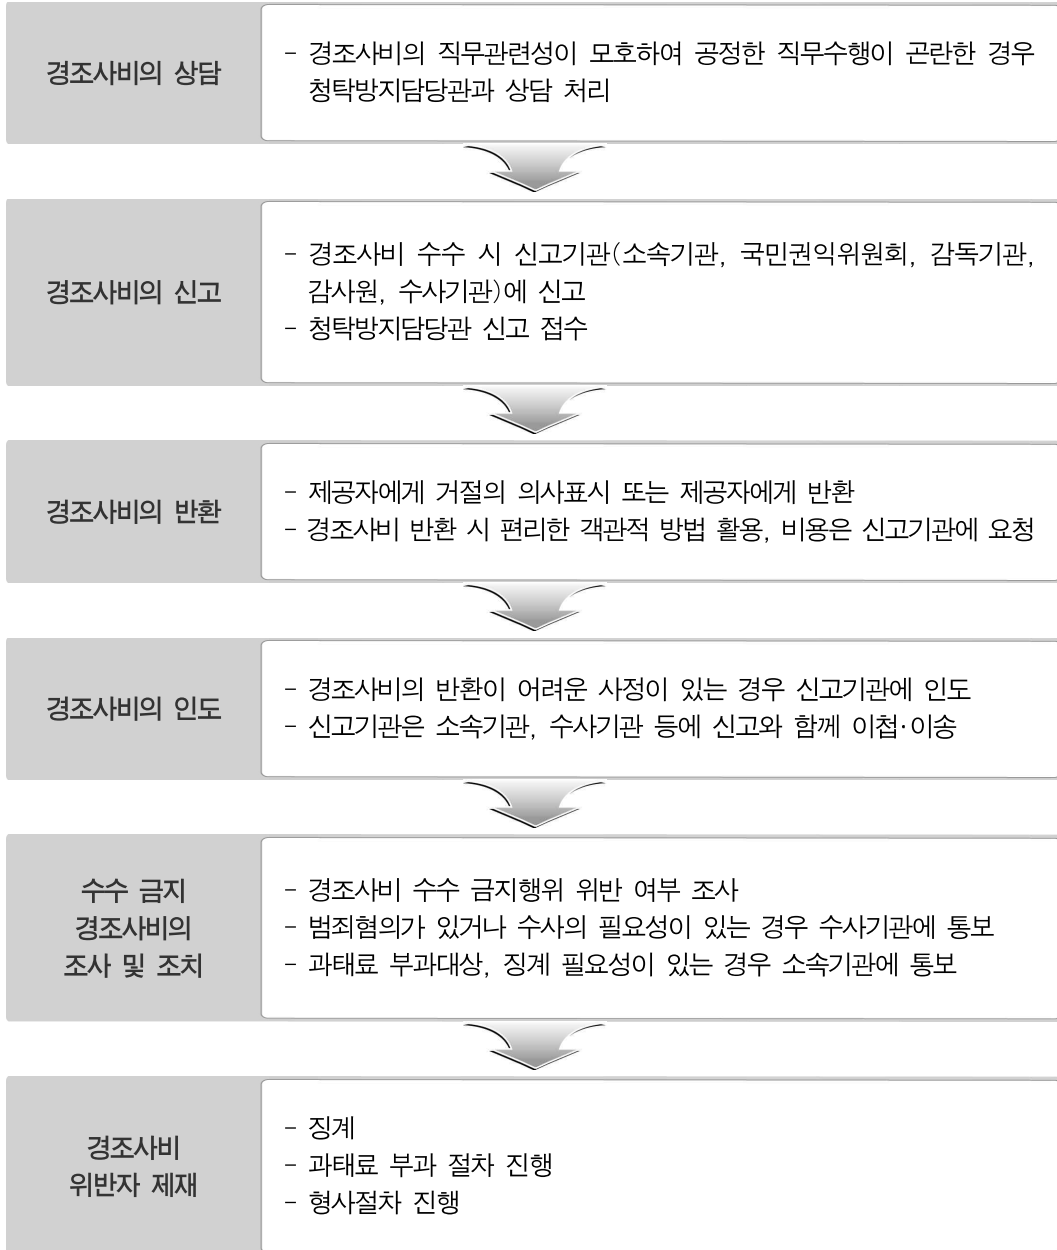 경조사비의 상담
- 경조사비의 직무관련성이 모호하여 공정한 직무수행이 곤란한 경우
청탁방지담당관과 상담 처리
경조사비의 신고
- 경조사비 수수 시 신고기관(소속기관, 국민권익위원회, 감독기관,
감사원, 수사기관)에 신고
- 청탁방지담당관 신고 접수
경조사비의 반환
- 제공자에게 거절의 의사표시 또는 제공자에게 반환
- 경조사비 반환 시 편리한 객관적 방법 활용, 비용은 신고기관에 요청
경조사비의 인도
- 경조사비의 반환이 어려운 사정이 있는 경우 신고기관에 인도
- 신고기관은 소속기관, 수사기관 등에 신고와 함께 이첩·이송
수수 금지
경조사비의
조사 및 조치
- 경조사비 수수 금지행위 위반 여부 조사
- 범죄혐의가 있거나 수사의 필요성이 있는 경우 수사기관에 통보
- 과태료 부과대상, 징계 필요성이 있는 경우 소속기관에 통보
경조사비
위반자 제재
- 징계
- 과태료 부과 절차 진행
- 형사절차 진행